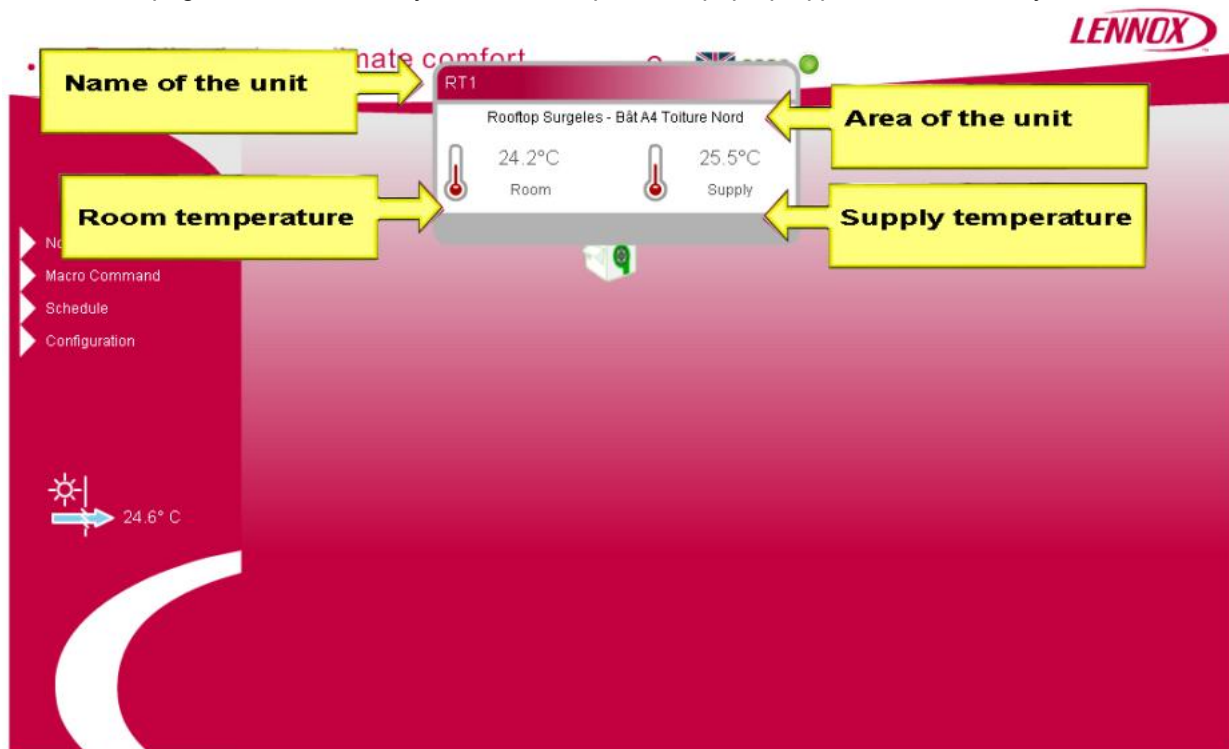 LENNOX
climate comfort
Name of the unit
RT1
Rooftop Surgeles - Bât A4 Toiture Nord
Area of the unit
24.2°C
25.5°C
Room
Supply
Room temperature
Supply temperature
Macro Command
Schedule
Configuration
24.6° C